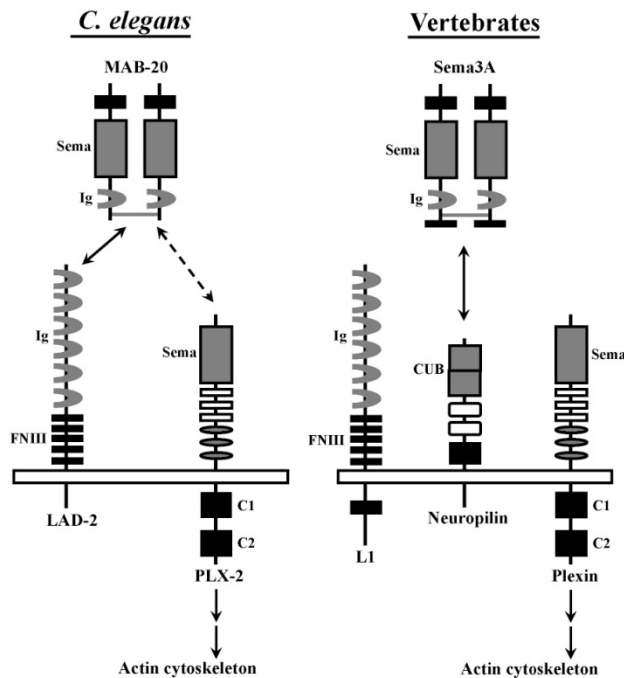 C. elegans
MAB-20
Sema
Ig
Ig
Sema
FNIII
LAD-2
C1
C2
PLX-2
Actin cytoskeleton
Vertebrates
Sema3A
Sema
Ig
Ig
CUB
Sema
FNIII
Neuropilin
L1
C1
C2
Plexin
Actin cytoskeleton